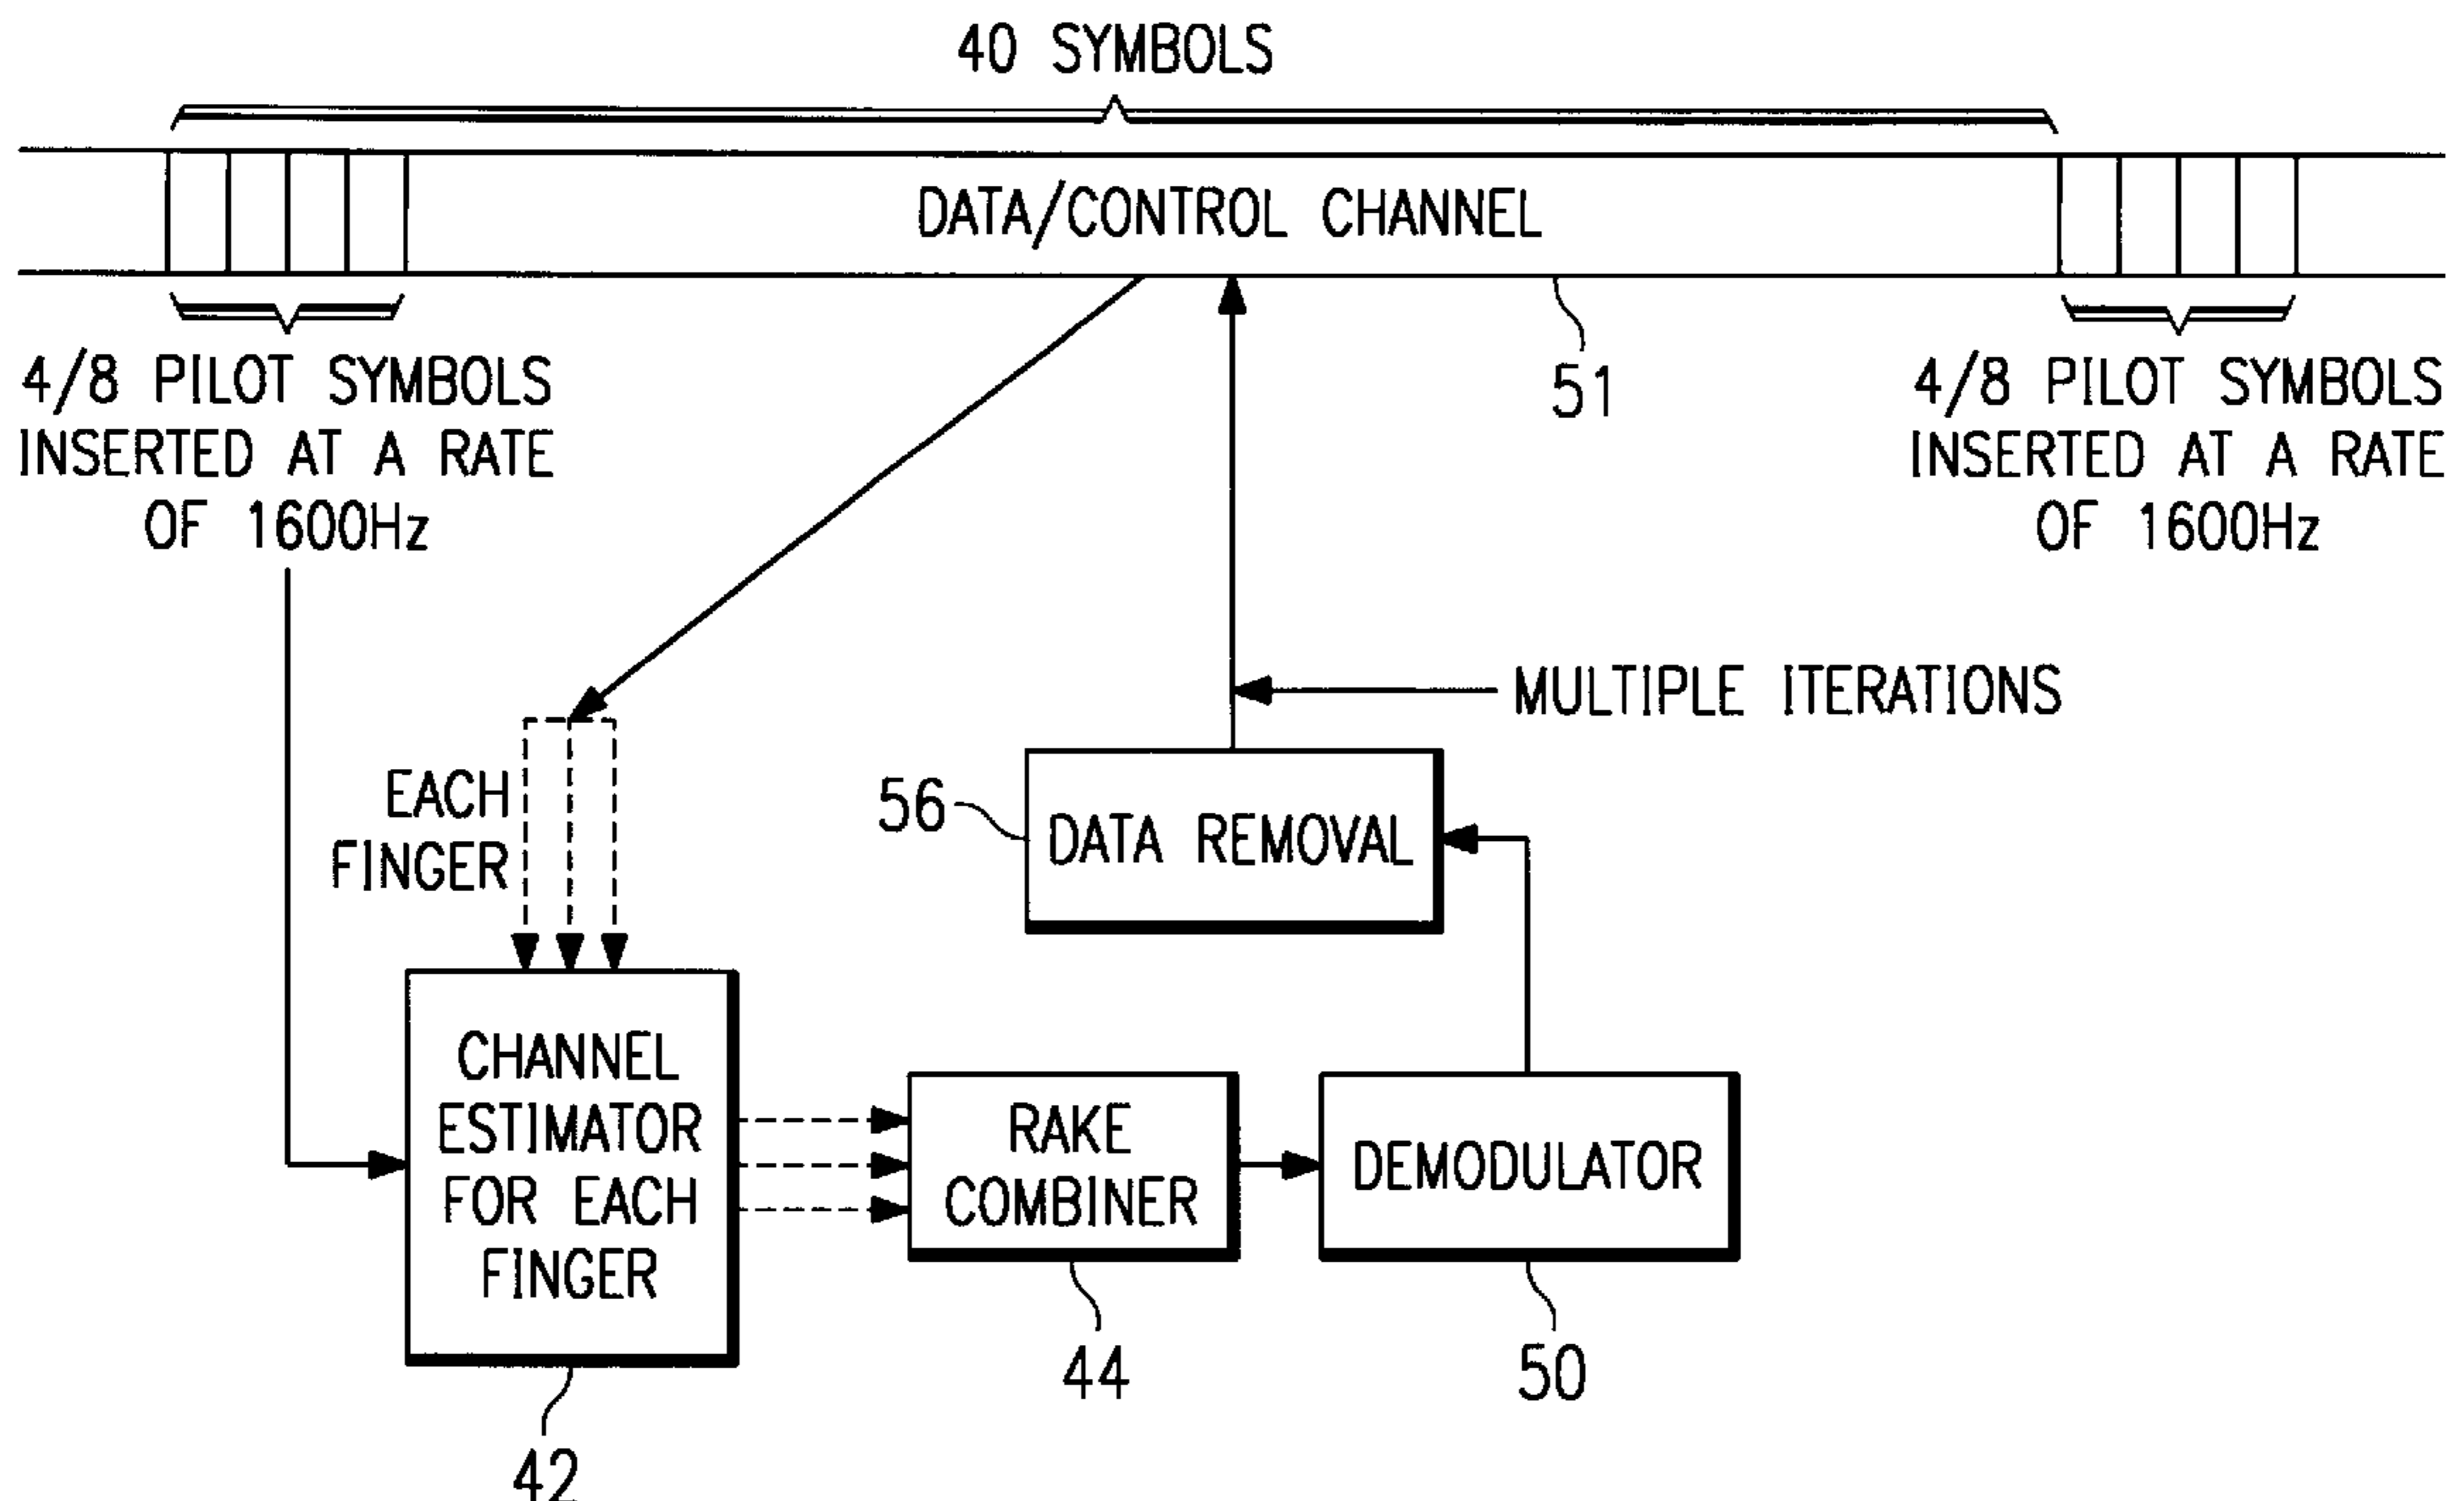 40 SYMBOLS
DATA/CONTROL CHANNEL
51
4/8 PILOT SYMBOLS
INSERTED AT A RATE
OF 1600Hz
4/8 PILOT SYMBOLS
INSERTED AT A RATE
OF 1600Hz
MULTIPLE ITERATIONS
EACH
FINGER
56
DATA REMOVAL
CHANNEL
ESTIMATOR
FOR EACH
FINGER
RAKE
COMBINER
DEMODULATOR
44
50
42